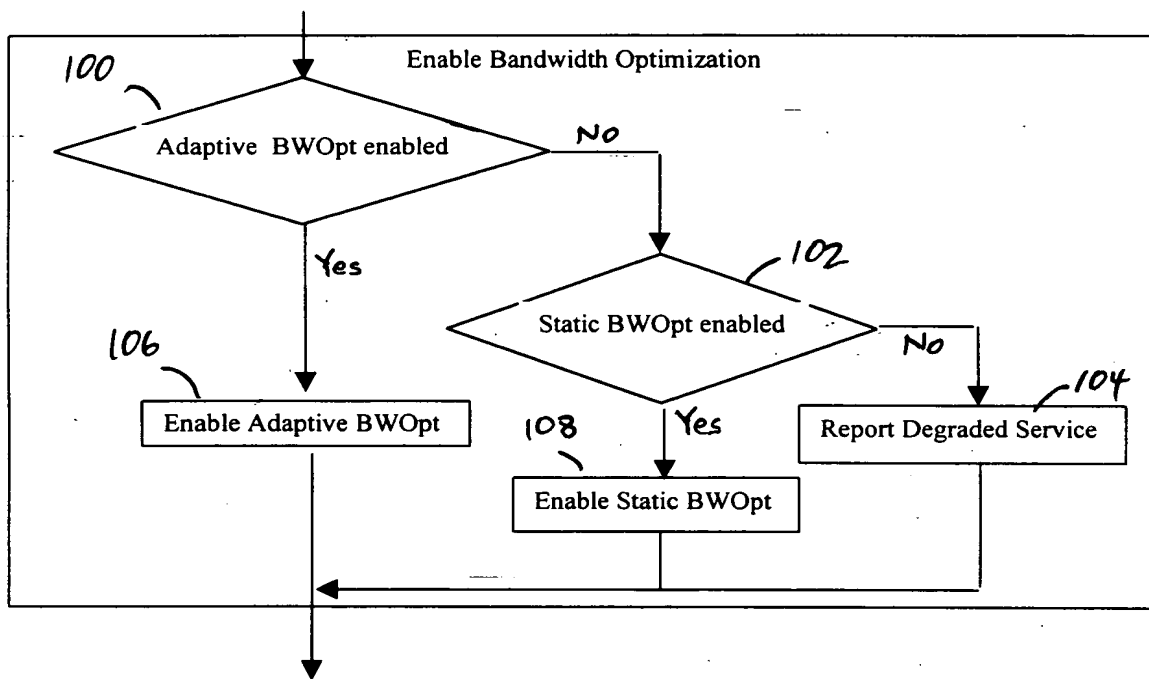 Enable Bandwidth Optimization
100
Adaptive BWOpt enabled
No
Yes
102
Static BWOpt enabled
No
106
Enable Adaptive BWOpt
104
Report Degraded Service
Yes
108
Enable Static BWOpt